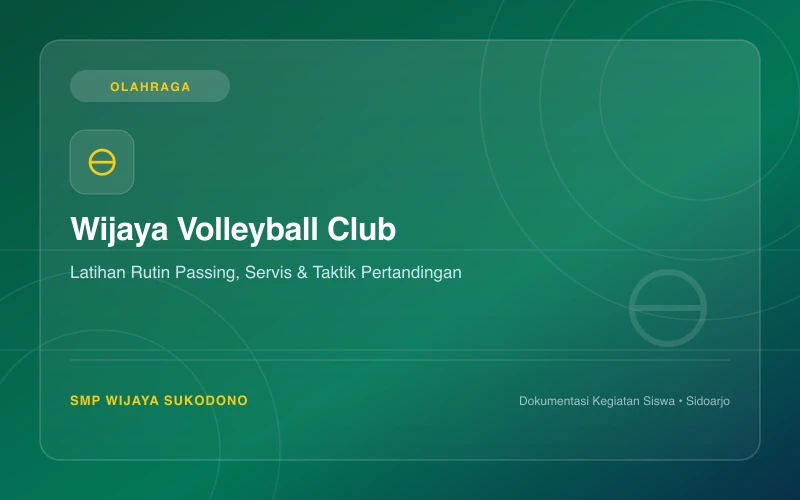 OLAHRAGA
Wijaya Volleyball Club
Latihan Rutin Passing, Servis & Taktik Pertandingan
SMP WIJAYA SUKODONO
Dokumentasi Kegiatan Siswa • Sidoarjo